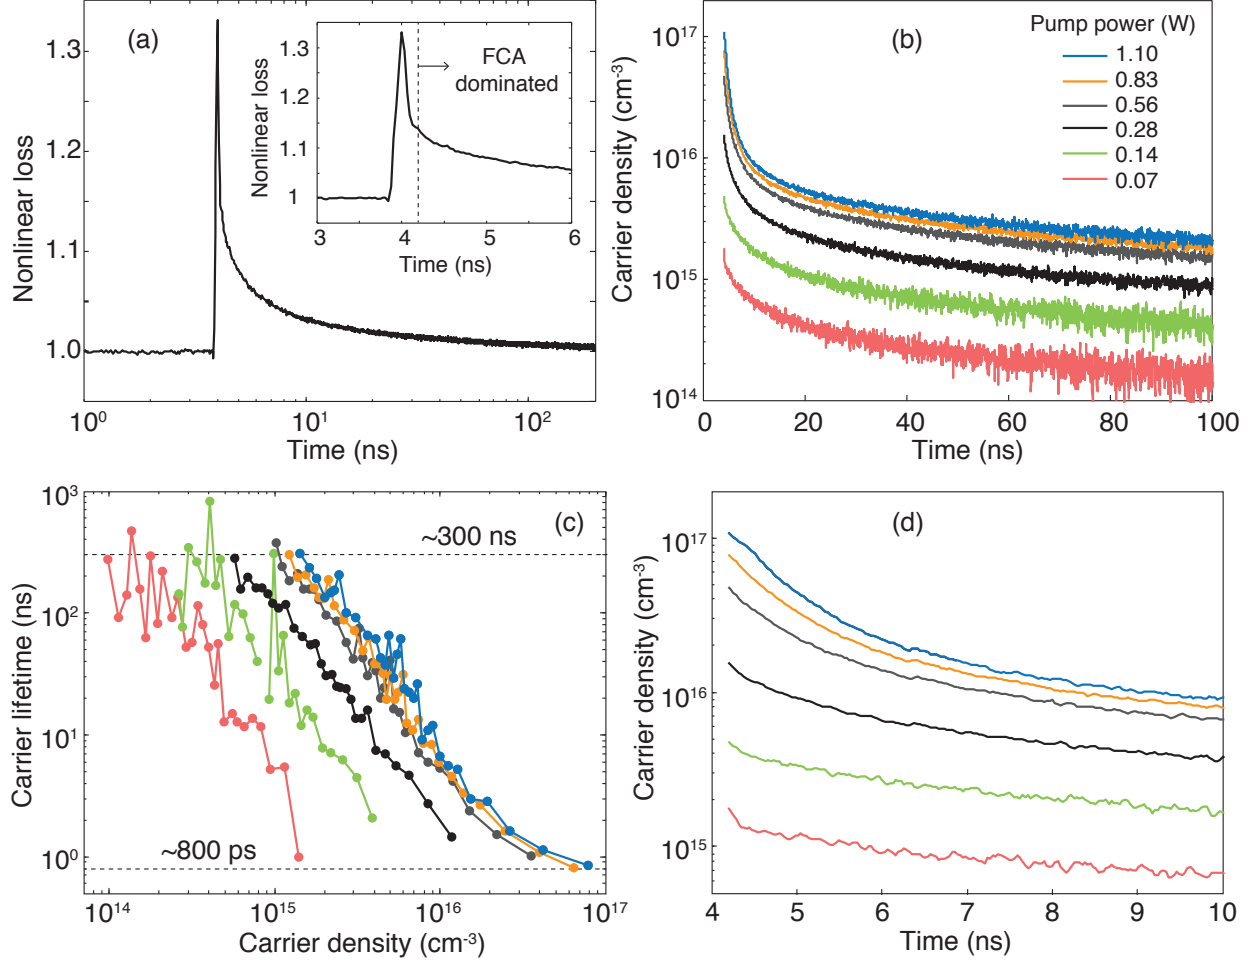 (a)
Nonlinear loss
1.3
1.2
1.1
1.0
10⁰
10¹
10²
Time (ns)
Nonlinear loss
1.3
1.2
1.1
1
3
4
5
6
Time (ns)
FCA
dominated
(b)
Carrier density (cm⁻³)
10¹⁷
10¹⁶
10¹⁵
10¹⁴
0
20
40
60
80
100
Time (ns)
Pump power (W)
1.10
0.83
0.56
0.28
0.14
0.07
(c)
Carrier lifetime (ns)
10³
10²
10¹
10⁰
~300 ns
~800 ps
10¹⁴
10¹⁵
10¹⁶
10¹⁷
Carrier density (cm⁻³)
(d)
Carrier density (cm⁻³)
10¹⁷
10¹⁶
10¹⁵
4
5
6
7
8
9
10
Time (ns)